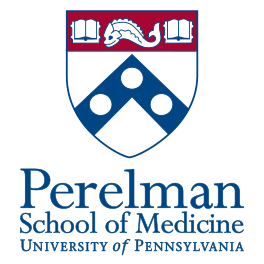 Perelman
School of Medicine
UNIVERSITY of PENNSYLVANIA